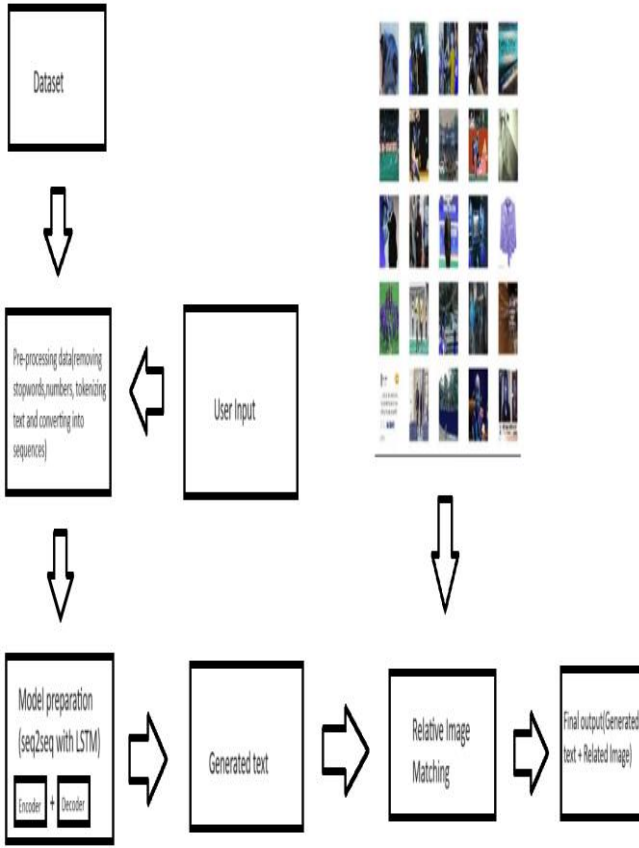 Dataset
Pre-processing data(removing
stopwords,numbers, tokenizing
text and converting into
sequences)
User Input
Model preparation
(seq2seq with LSTM)
Encoder + Decoder
Generated text
Relative Image
Matching
Final output(Generated
text + Related Image)